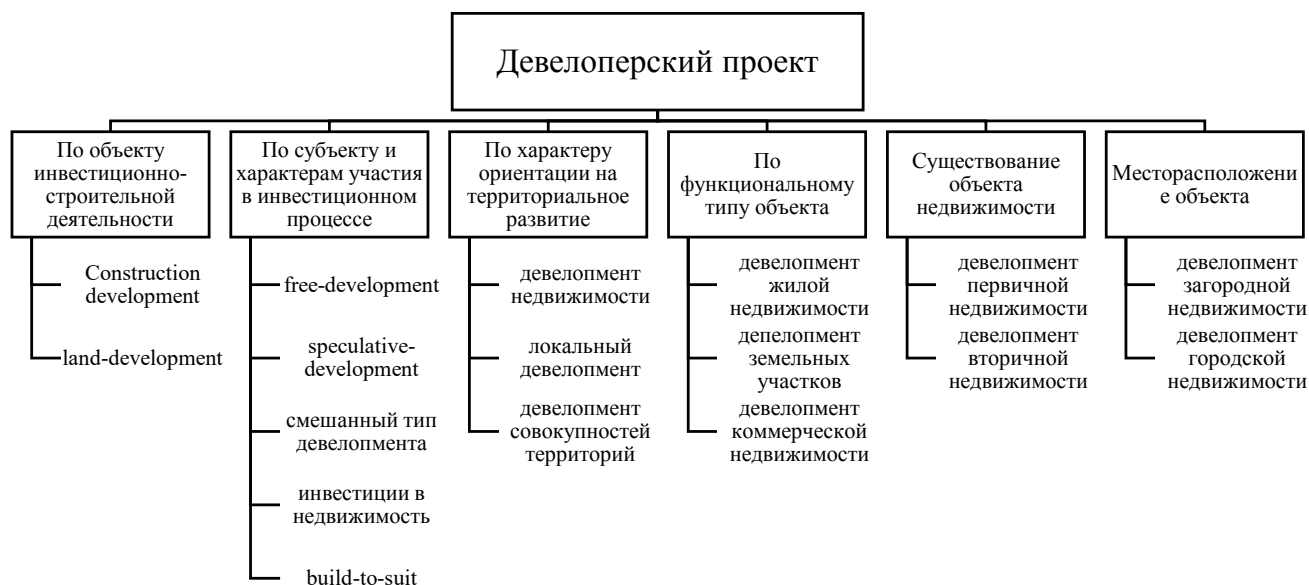 Девелоперский проект
По объекту
инвестиционно-
строительной
деятельности
Construction
development
land-development
По субъекту и
характерам участия
в инвестиционном
процессе
free-development
speculative-
development
смешанный тип
девелопмента
инвестиции в
недвижимость
build-to-suit
По характеру
ориентации на
территориальное
развитие
девелопмент
недвижимости
локальный
девелопмент
девелопмент
совокупностей
территорий
По
функциональному
типу объекта
девелопмент
жилой
недвижимости
депелопмент
земельных
участков
девелопмент
коммерческой
недвижимости
Существование
объекта
недвижимости
девелопмент
первичной
недвижимости
девелопмент
вторичной
недвижимости
Месторасположени
е объекта
девелопмент
загородной
недвижимости
девелопмент
городской
недвижимости